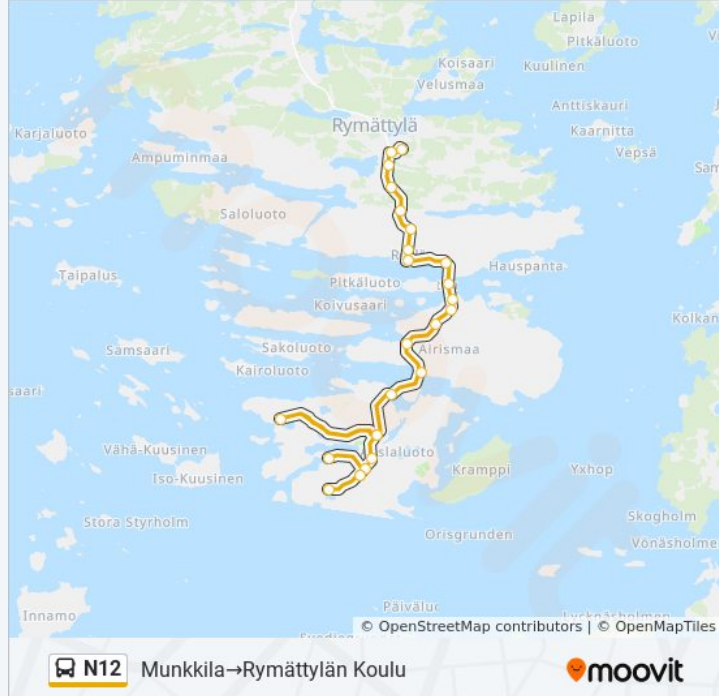 Lapila
Pitkäluoto
Koisaari
Kuulinen
Velusmaa
Anttiskauri
Karjaluoto
Rymättylä
Kaarnitta
Ampuminmaa
Vepsä
Saloluoto
Hauspanta
Taipalus
Pitkäluoto
Koivusaari
Samsaari
Sakoluoto
Airismaa
Kairoluoto
Vähä-Kuusinen
Kramppi
Yxhop
Iso-Kuusinen
Skogholm
Stora Styrholm
Orisgrunden
Innamo
© OpenStreetMap contributors | © OpenMapTiles
N12 Munkkila→Rymättylän Koulu
moovit